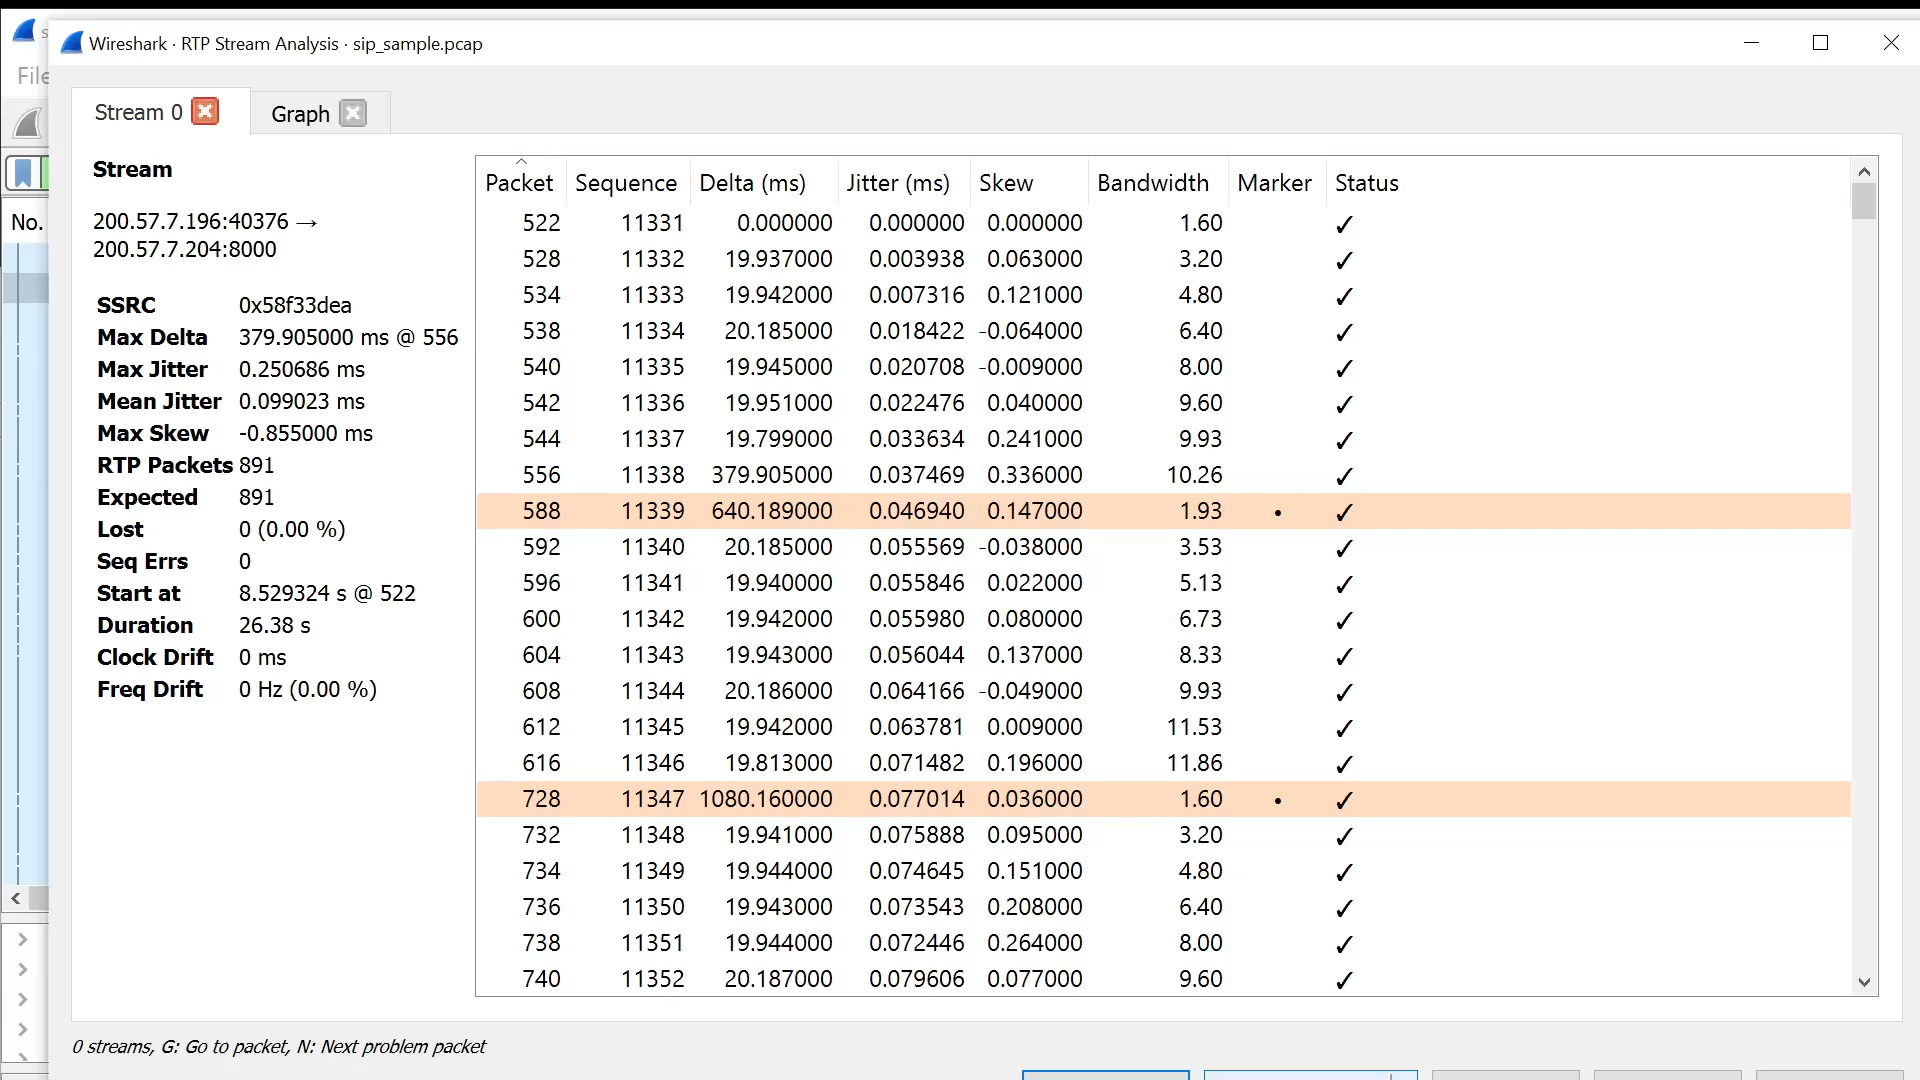 s
Wireshark · RTP Stream Analysis · sip_sample.pcap
File
Stream 0
Graph
No.
Stream
200.57.7.196:40376 →
200.57.7.204:8000
SSRC 0x58f33dea
Max Delta 379.905000 ms @ 556
Max Jitter 0.250686 ms
Mean Jitter 0.099023 ms
Max Skew -0.855000 ms
RTP Packets 891
Expected 891
Lost 0 (0.00 %)
Seq Errs 0
Start at 8.529324 s @ 522
Duration 26.38 s
Clock Drift 0 ms
Freq Drift 0 Hz (0.00 %)
Packet Sequence Delta (ms) Jitter (ms) Skew Bandwidth Marker Status
522 11331 0.000000 0.000000 0.000000 1.60 ✓
528 11332 19.937000 0.003938 0.063000 3.20 ✓
534 11333 19.942000 0.007316 0.121000 4.80 ✓
538 11334 20.185000 0.018422 -0.064000 6.40 ✓
540 11335 19.945000 0.020708 -0.009000 8.00 ✓
542 11336 19.951000 0.022476 0.040000 9.60 ✓
544 11337 19.799000 0.033634 0.241000 9.93 ✓
556 11338 379.905000 0.037469 0.336000 10.26 ✓
588 11339 640.189000 0.046940 0.147000 1.93 • ✓
592 11340 20.185000 0.055569 -0.038000 3.53 ✓
596 11341 19.940000 0.055846 0.022000 5.13 ✓
600 11342 19.942000 0.055980 0.080000 6.73 ✓
604 11343 19.943000 0.056044 0.137000 8.33 ✓
608 11344 20.186000 0.064166 -0.049000 9.93 ✓
612 11345 19.942000 0.063781 0.009000 11.53 ✓
616 11346 19.813000 0.071482 0.196000 11.86 ✓
728 11347 1080.160000 0.077014 0.036000 1.60 • ✓
732 11348 19.941000 0.075888 0.095000 3.20 ✓
734 11349 19.944000 0.074645 0.151000 4.80 ✓
736 11350 19.943000 0.073543 0.208000 6.40 ✓
738 11351 19.944000 0.072446 0.264000 8.00 ✓
740 11352 20.187000 0.079606 0.077000 9.60 ✓
0 streams, G: Go to packet, N: Next problem packet